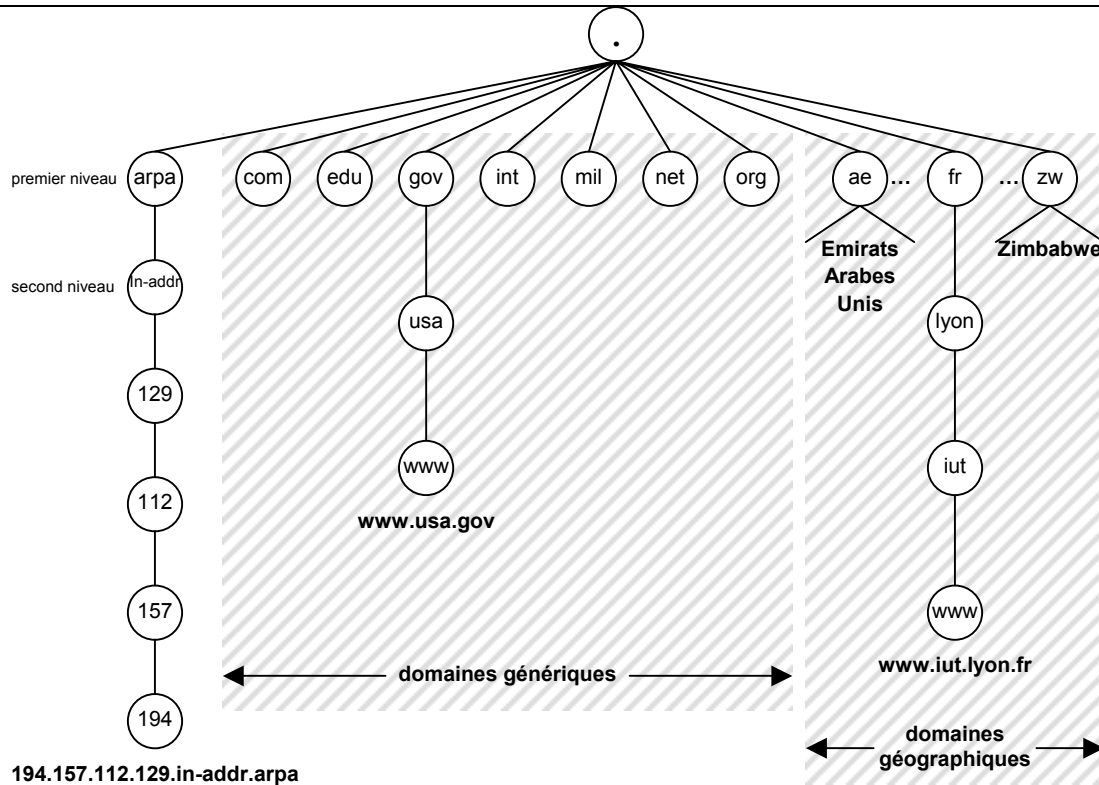 .
premier niveau arpa com edu gov int mil net org ae ... fr ... zw
Emirats
Arabes
Unis
Zimbabwe
second niveau In-addr
usa
lyon
129
www
iut
112
www.usa.gov
157
www
www.iut.lyon.fr
domaines génériques
194
domaines
géographiques
194.157.112.129.in-addr.arpa